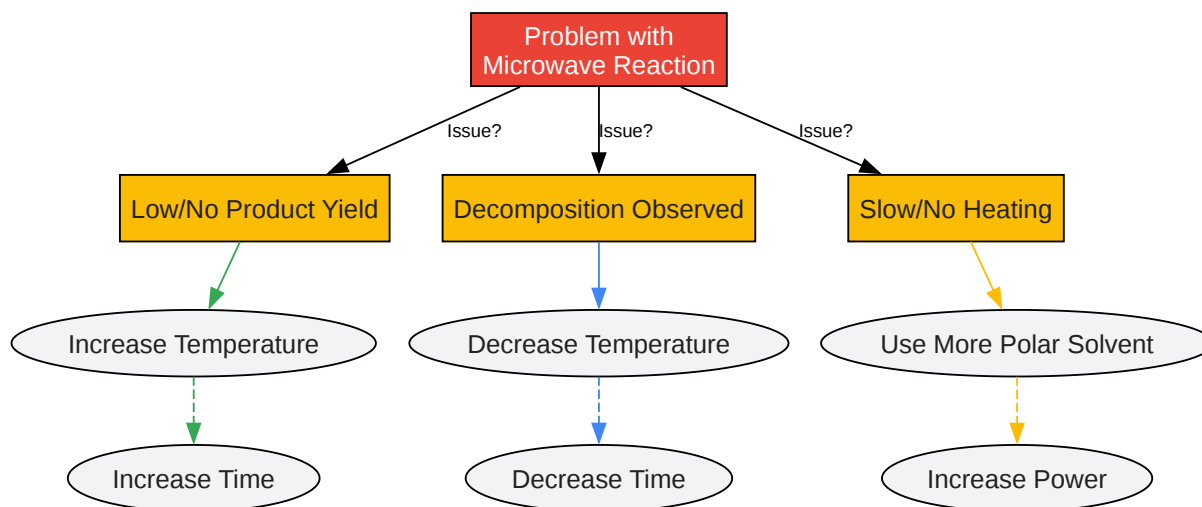 Problem with
Microwave Reaction
Issue?
Issue?
Issue?
Low/No Product Yield
Decomposition Observed
Slow/No Heating
Increase Temperature
Decrease Temperature
Use More Polar Solvent
Increase Time
Decrease Time
Increase Power